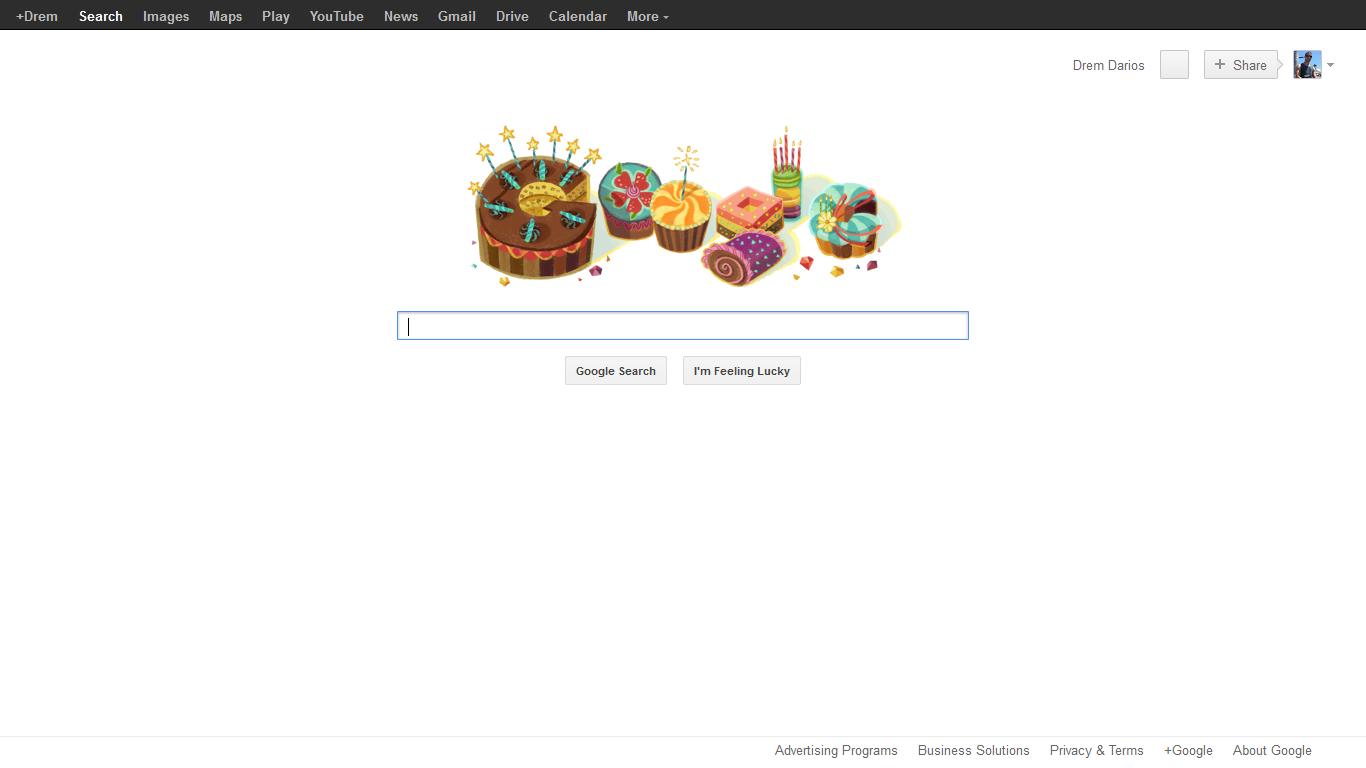 +Drem Search Images Maps Play YouTube News Gmail Drive Calendar More
Drem Darios + Share
Google Search I'm Feeling Lucky
Advertising Programs Business Solutions Privacy & Terms +Google About Google